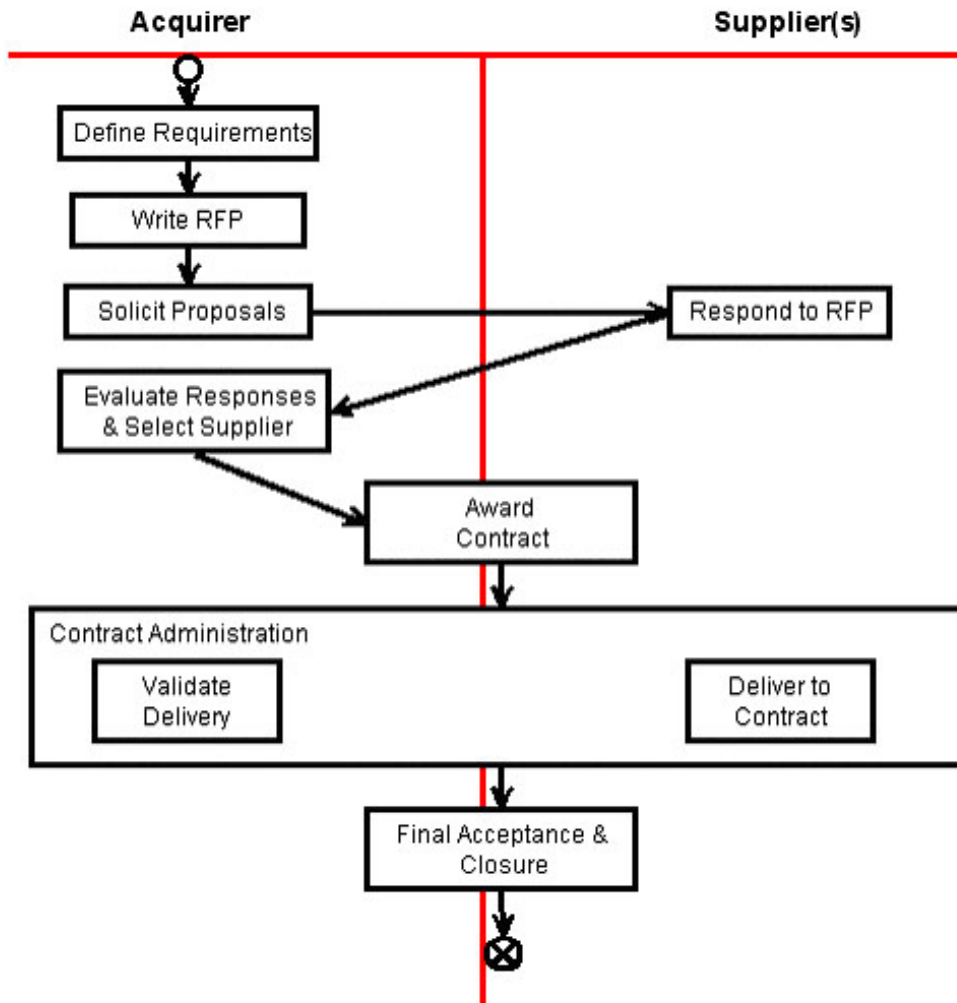 Acquirer
Supplier(s)
Define Requirements
Write RFP
Solicit Proposals
Respond to RFP
Evaluate Responses
& Select Supplier
Award
Contract
Contract Administration
Validate
Delivery
Deliver to
Contract
Final Acceptance &
Closure